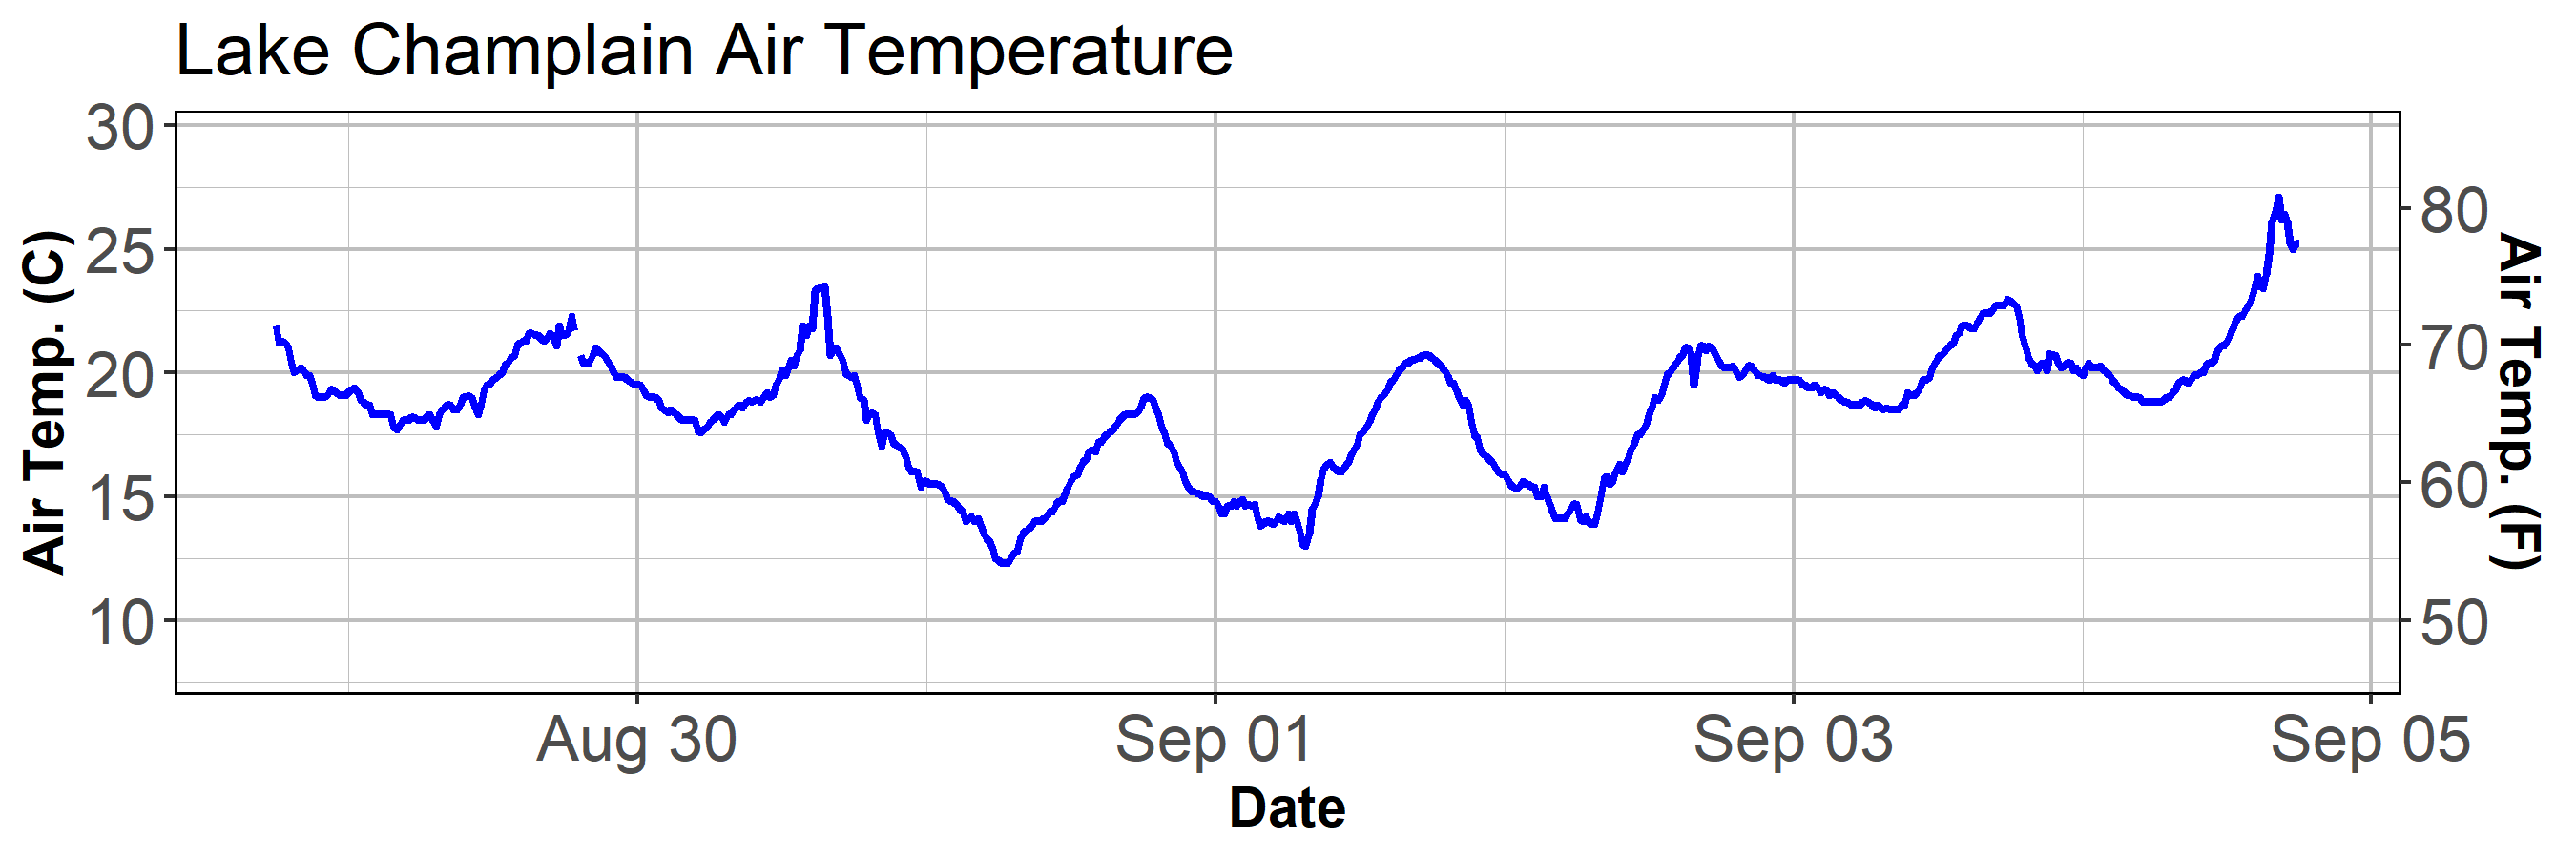 Lake Champlain Air Temperature
30
25
20
15
10
Air Temp. (C)
80
70
60
50
Air Temp. (F)
Aug 30
Sep 01
Sep 03
Sep 05
Date